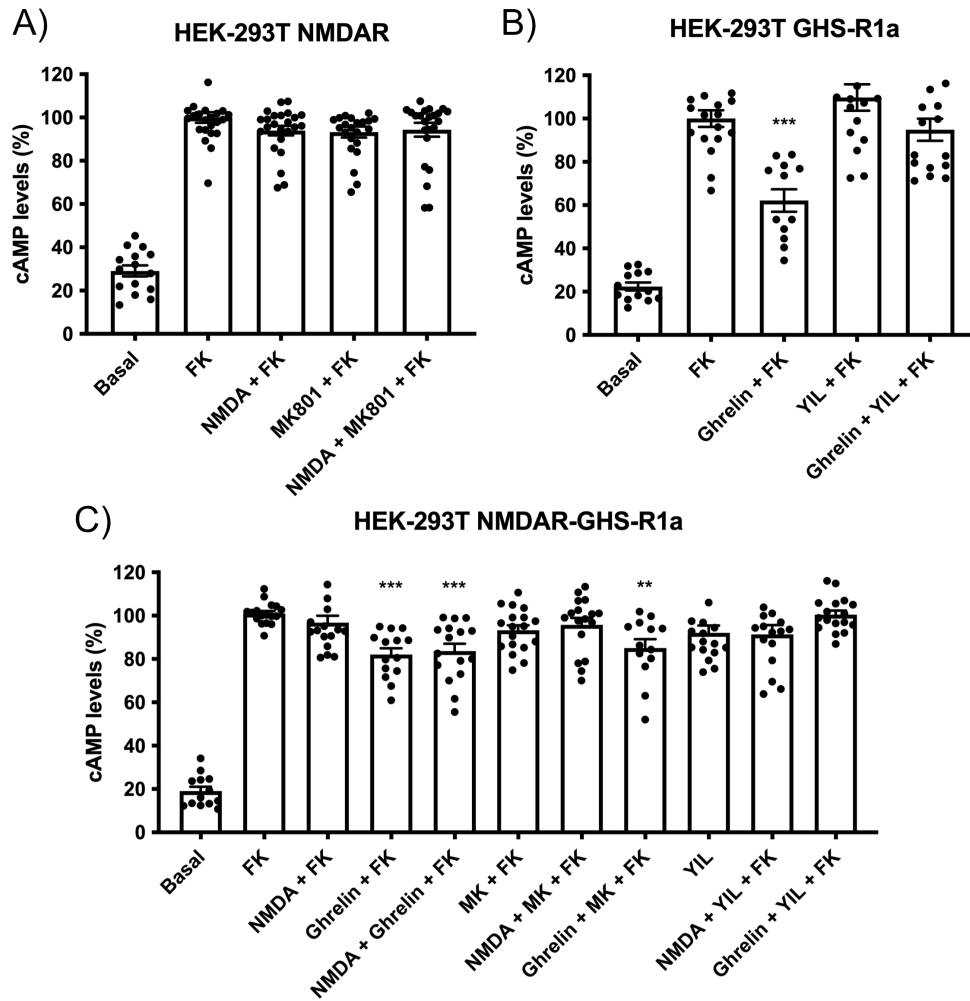 A)
HEK-293T NMDAR
cAMP levels (%)
120
100
80
60
40
20
0
Basal
FK
NMDA + FK
MK801 + FK
NMDA + MK801 + FK
B)
HEK-293T GHS-R1a
cAMP levels (%)
120
100
80
60
40
20
0
***
Basal
FK
Ghrelin + FK
YIL + FK
Ghrelin + YIL + FK
C)
HEK-293T NMDAR-GHS-R1a
cAMP levels (%)
120
100
80
60
40
20
0
***
***
**
Basal
FK
NMDA + FK
Ghrelin + FK
NMDA + Ghrelin + FK
MK + FK
NMDA + MK + FK
Ghrelin + MK + FK
YIL
NMDA + YIL + FK
Ghrelin + YIL + FK